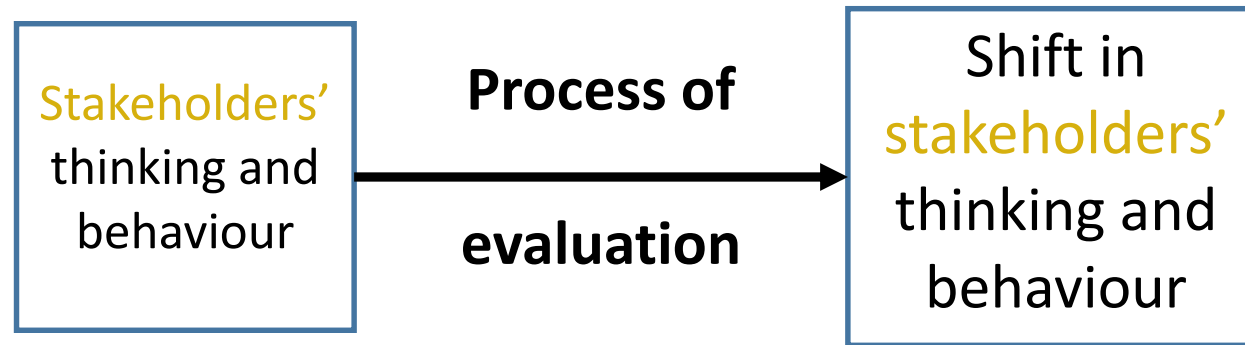 Stakeholders’
thinking and
behaviour
Process of
evaluation
Shift in
stakeholders’
thinking and
behaviour